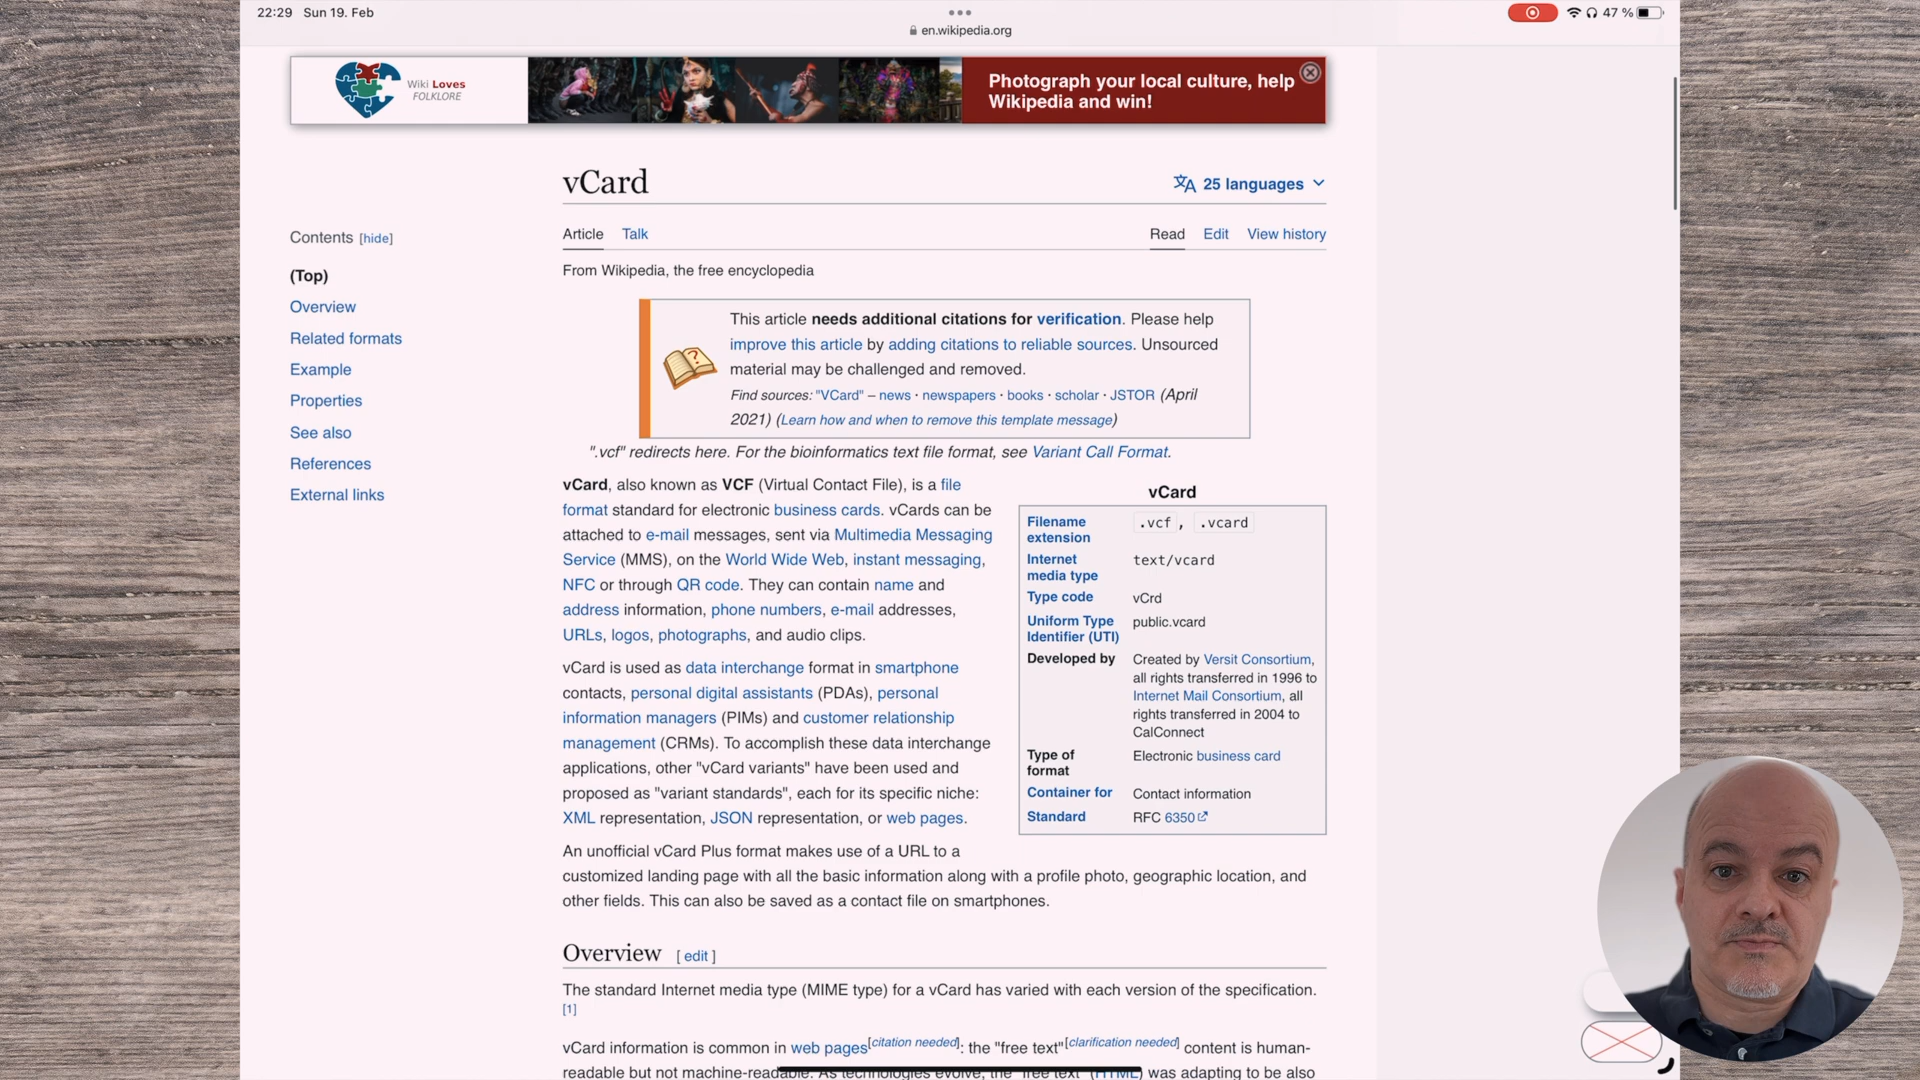 22:29 Sun 19. Feb
en.wikipedia.org
47 %
Wiki Loves
FOLKLORE
Photograph your local culture, help
Wikipedia and win!
vCard
25 languages
Contents [hide]
(Top)
Overview
Related formats
Example
Properties
See also
References
External links
Article Talk
Read Edit View history
From Wikipedia, the free encyclopedia
This article needs additional citations for verification. Please help
improve this article by adding citations to reliable sources. Unsourced
material may be challenged and removed.
Find sources: "VCard" – news · newspapers · books · scholar · JSTOR (April
2021) (Learn how and when to remove this template message)
".vcf" redirects here. For the bioinformatics text file format, see Variant Call Format.
vCard, also known as VCF (Virtual Contact File), is a file
format standard for electronic business cards. vCards can be
attached to e-mail messages, sent via Multimedia Messaging
Service (MMS), on the World Wide Web, instant messaging,
NFC or through QR code. They can contain name and
address information, phone numbers, e-mail addresses,
URLs, logos, photographs, and audio clips.
vCard is used as data interchange format in smartphone
contacts, personal digital assistants (PDAs), personal
information managers (PIMs) and customer relationship
management (CRMs). To accomplish these data interchange
applications, other "vCard variants" have been used and
proposed as "variant standards", each for its specific niche:
XML representation, JSON representation, or web pages.
vCard
Filename
extension
.vcf , .vcard
Internet
media type
text/vcard
Type code
vCrd
Uniform Type
Identifier (UTI)
public.vcard
Developed by
Created by Versit Consortium,
all rights transferred in 1996 to
Internet Mail Consortium, all
rights transferred in 2004 to
CalConnect
Type of
format
Electronic business card
Container for
Contact information
Standard
RFC 6350
An unofficial vCard Plus format makes use of a URL to a
customized landing page with all the basic information along with a profile photo, geographic location, and
other fields. This can also be saved as a contact file on smartphones.
Overview [ edit ]
The standard Internet media type (MIME type) for a vCard has varied with each version of the specification.
[1]
vCard information is common in web pages[citation needed]: the "free text"[clarification needed] content is human-
readable but not machine-readable. As technologies evolve, the "free text" (HTML) was adapting to be also